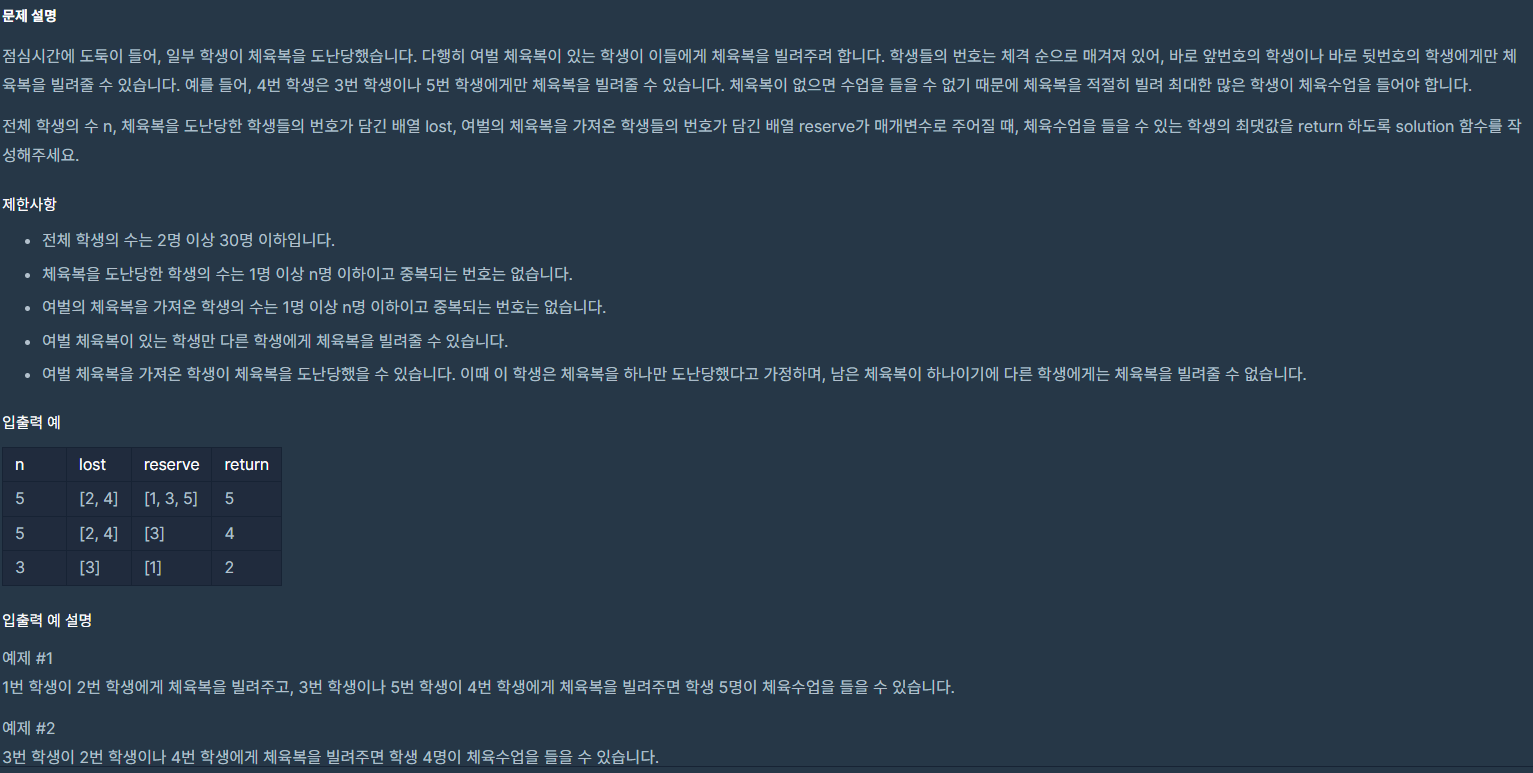 문제 설명
점심시간에 도둑이 들어, 일부 학생이 체육복을 도난당했습니다. 다행히 여벌 체육복이 있는 학생이 이들에게 체육복을 빌려주려 합니다. 학생들의 번호는 체격 순으로 매겨져 있어, 바로 앞번호의 학생이나 바로 뒷번호의 학생에게만 체
육복을 빌려줄 수 있습니다. 예를 들어, 4번 학생은 3번 학생이나 5번 학생에게만 체육복을 빌려줄 수 있습니다. 체육복이 없으면 수업을 들을 수 없기 때문에 체육복을 적절히 빌려 최대한 많은 학생이 체육수업을 들어야 합니다.
전체 학생의 수 n, 체육복을 도난당한 학생들의 번호가 담긴 배열 lost, 여벌의 체육복을 가져온 학생들의 번호가 담긴 배열 reserve가 매개변수로 주어질 때, 체육수업을 들을 수 있는 학생의 최댓값을 return 하도록 solution 함수를 작
성해주세요.
제한사항
• 전체 학생의 수는 2명 이상 30명 이하입니다.
• 체육복을 도난당한 학생의 수는 1명 이상 n명 이하이고 중복되는 번호는 없습니다.
• 여벌의 체육복을 가져온 학생의 수는 1명 이상 n명 이하이고 중복되는 번호는 없습니다.
• 여벌 체육복이 있는 학생만 다른 학생에게 체육복을 빌려줄 수 있습니다.
• 여벌 체육복을 가져온 학생이 체육복을 도난당했을 수 있습니다. 이때 이 학생은 체육복을 하나만 도난당했다고 가정하며, 남은 체육복이 하나이기에 다른 학생에게는 체육복을 빌려줄 수 없습니다.
입출력 예
n lost reserve return
5 [2, 4] [1, 3, 5] 5
5 [2, 4] [3] 4
3 [3] [1] 2
입출력 예 설명
예제 #1
1번 학생이 2번 학생에게 체육복을 빌려주고, 3번 학생이나 5번 학생이 4번 학생에게 체육복을 빌려주면 학생 5명이 체육수업을 들을 수 있습니다.
예제 #2
3번 학생이 2번 학생이나 4번 학생에게 체육복을 빌려주면 학생 4명이 체육수업을 들을 수 있습니다.